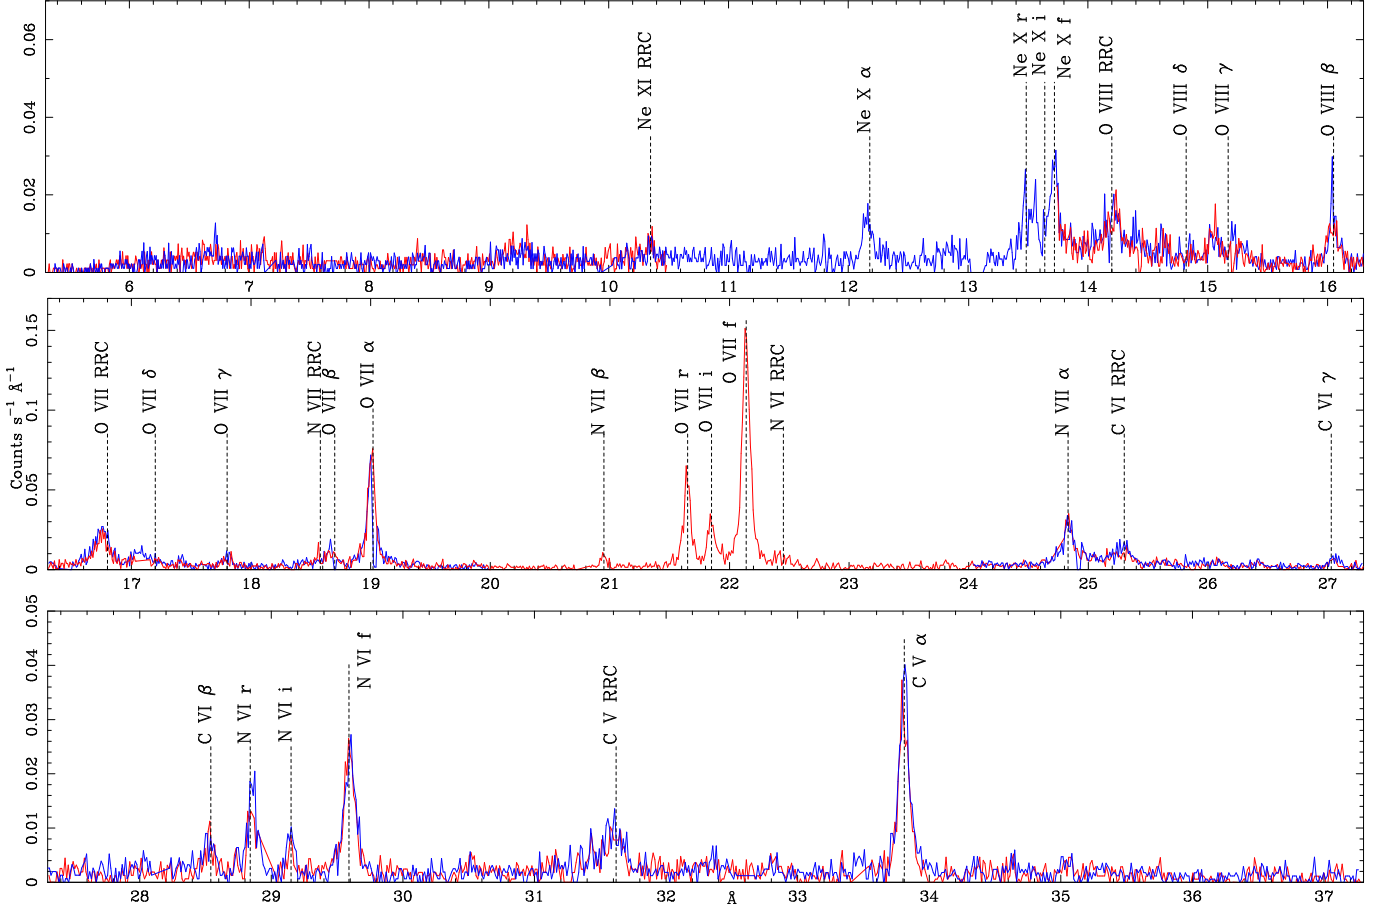 Ne XI RRC
Ne X α
Ne X r
Ne X i
Ne X f
O VIII RRC
O VIII δ
O VIII γ
O VIII β
0
0.02
0.04
0.06
6 7 8 9 10 11 12 13 14 15 16
O VII RRC
O VII δ
O VII γ
N VII RRC
O VII β
O VII α
N VII β
O VII r
O VII i
O VII f
N VI RRC
N VII α
C VI RRC
C VI γ
Counts s⁻¹ Å⁻¹
0
0.05
0.1
0.15
17 18 19 20 21 22 23 24 25 26 27
C VI β
N VI r
N VI i
N VI f
C V RRC
C V α
0
0.01
0.02
0.03
0.04
0.05
28 29 30 31 32 33 34 35 36 37
Å